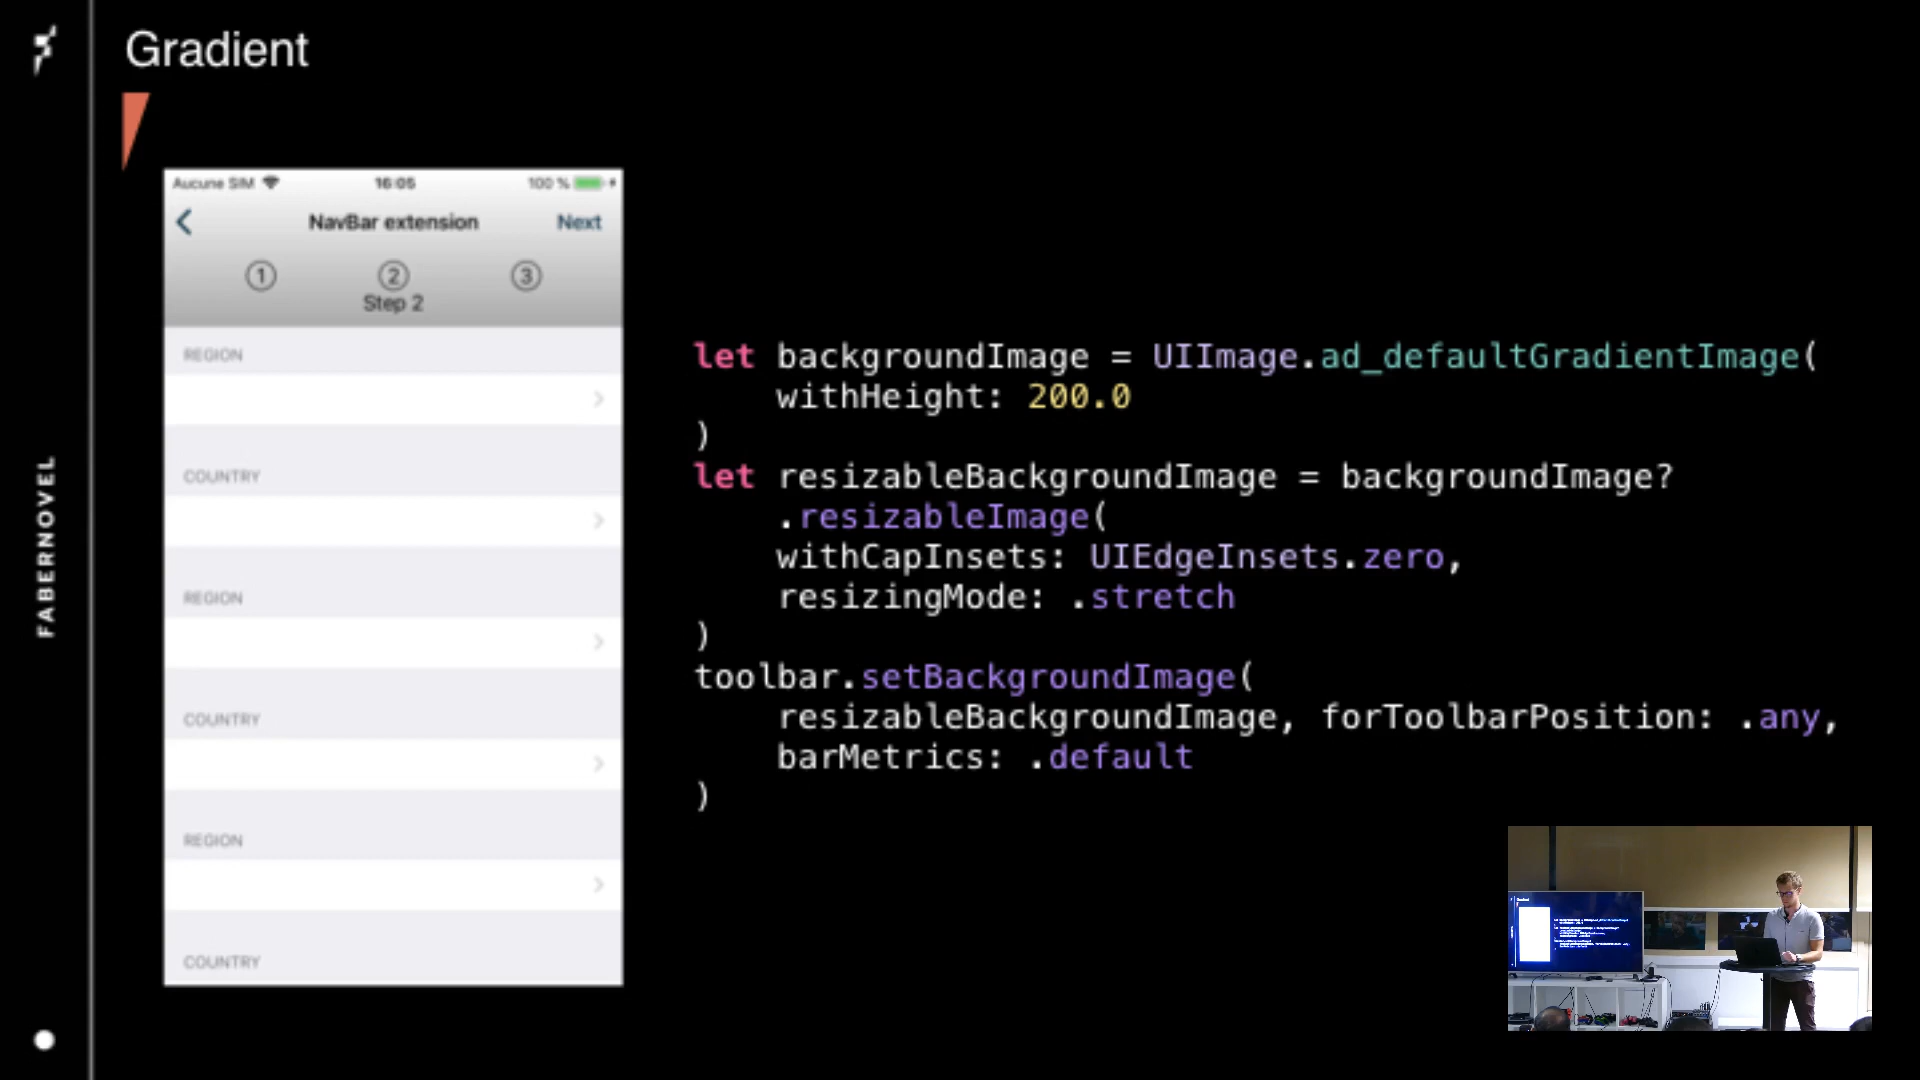 Gradient
FABERNOVEL
Aucune SIM 16:05 100 %
NavBar extension Next
1 2 3
Step 2
REGION
COUNTRY
REGION
COUNTRY
REGION
COUNTRY
let backgroundImage = UIImage.ad_defaultGradientImage(
withHeight: 200.0
)
let resizableBackgroundImage = backgroundImage?
.resizableImage(
withCapInsets: UIEdgeInsets.zero,
resizingMode: .stretch
)
toolbar.setBackgroundImage(
resizableBackgroundImage, forToolbarPosition: .any,
barMetrics: .default
)